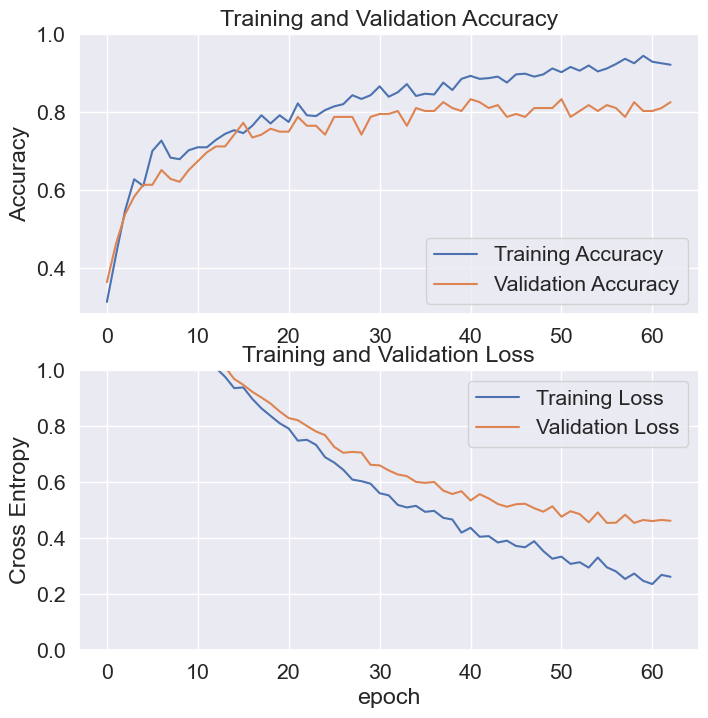 Training and Validation Accuracy
1.0
0.8
0.6
0.4
Accuracy
Training Accuracy
Validation Accuracy
0 10 20 30 40 50 60
Training and Validation Loss
1.0
0.8
0.6
0.4
0.2
0.0
Cross Entropy
Training Loss
Validation Loss
0 10 20 30 40 50 60
epoch